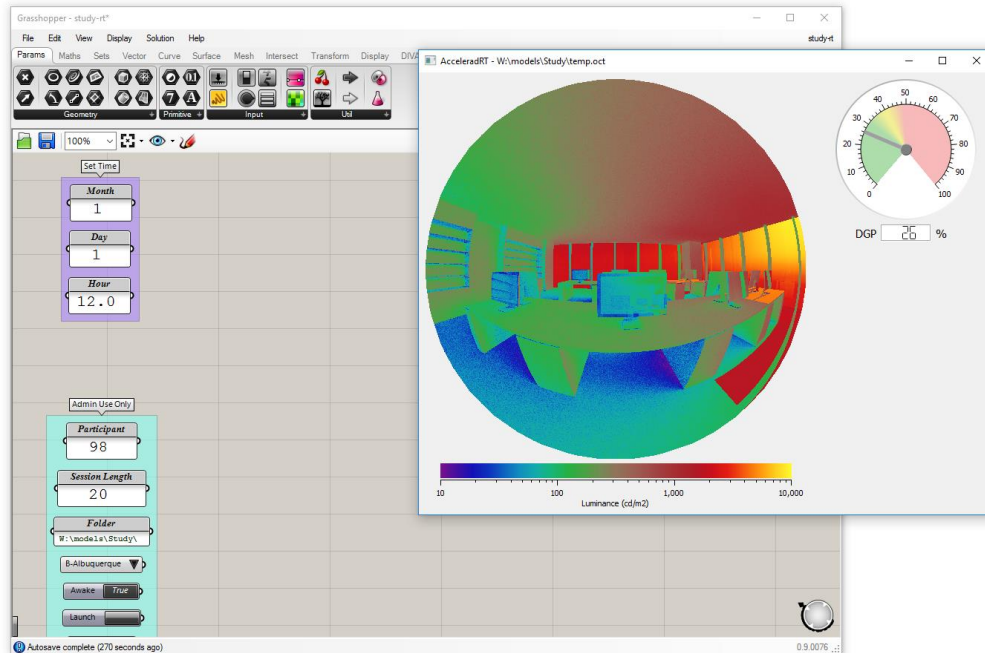 Grasshopper - study-rt*
File Edit View Display Solution Help
study-rt
Params Maths Sets Vector Curve Surface Mesh Intersect Transform Display DIVA
Geometry Primitive Input Util
100%
Set Time
Month
1
Day
1
Hour
12.0
Admin Use Only
Participant
98
Session Length
20
Folder
W:\models\Study\
B-Albuquerque
Awake True
Launch
Autosave complete (270 seconds ago)
0.9.0076
AcceleradRT - W:\models\Study\temp.oct
0 10 20 30 40 50 60 70 80 90 100
DGP 26 %
10 100 1,000 10,000
Luminance (cd/m2)